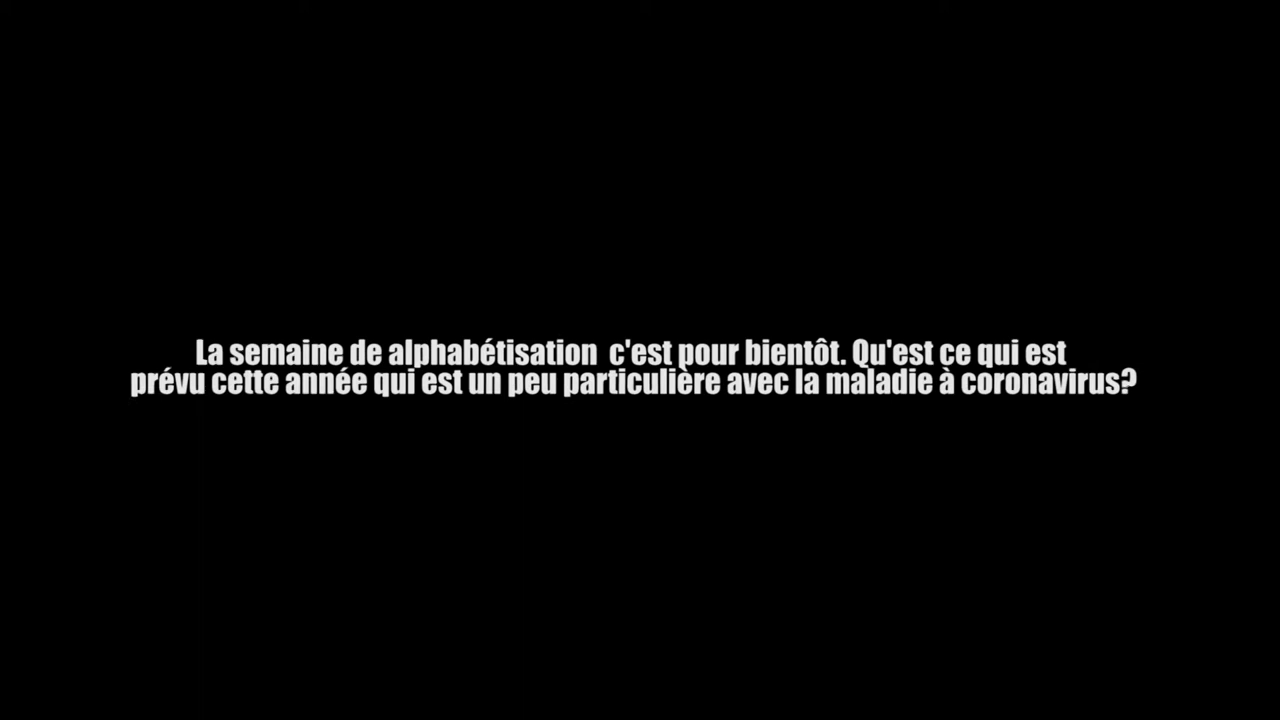 La semaine de alphabétisation  c'est pour bientôt. Qu'est ce qui est
prévu cette année qui est un peu particulière avec la maladie à coronavirus?